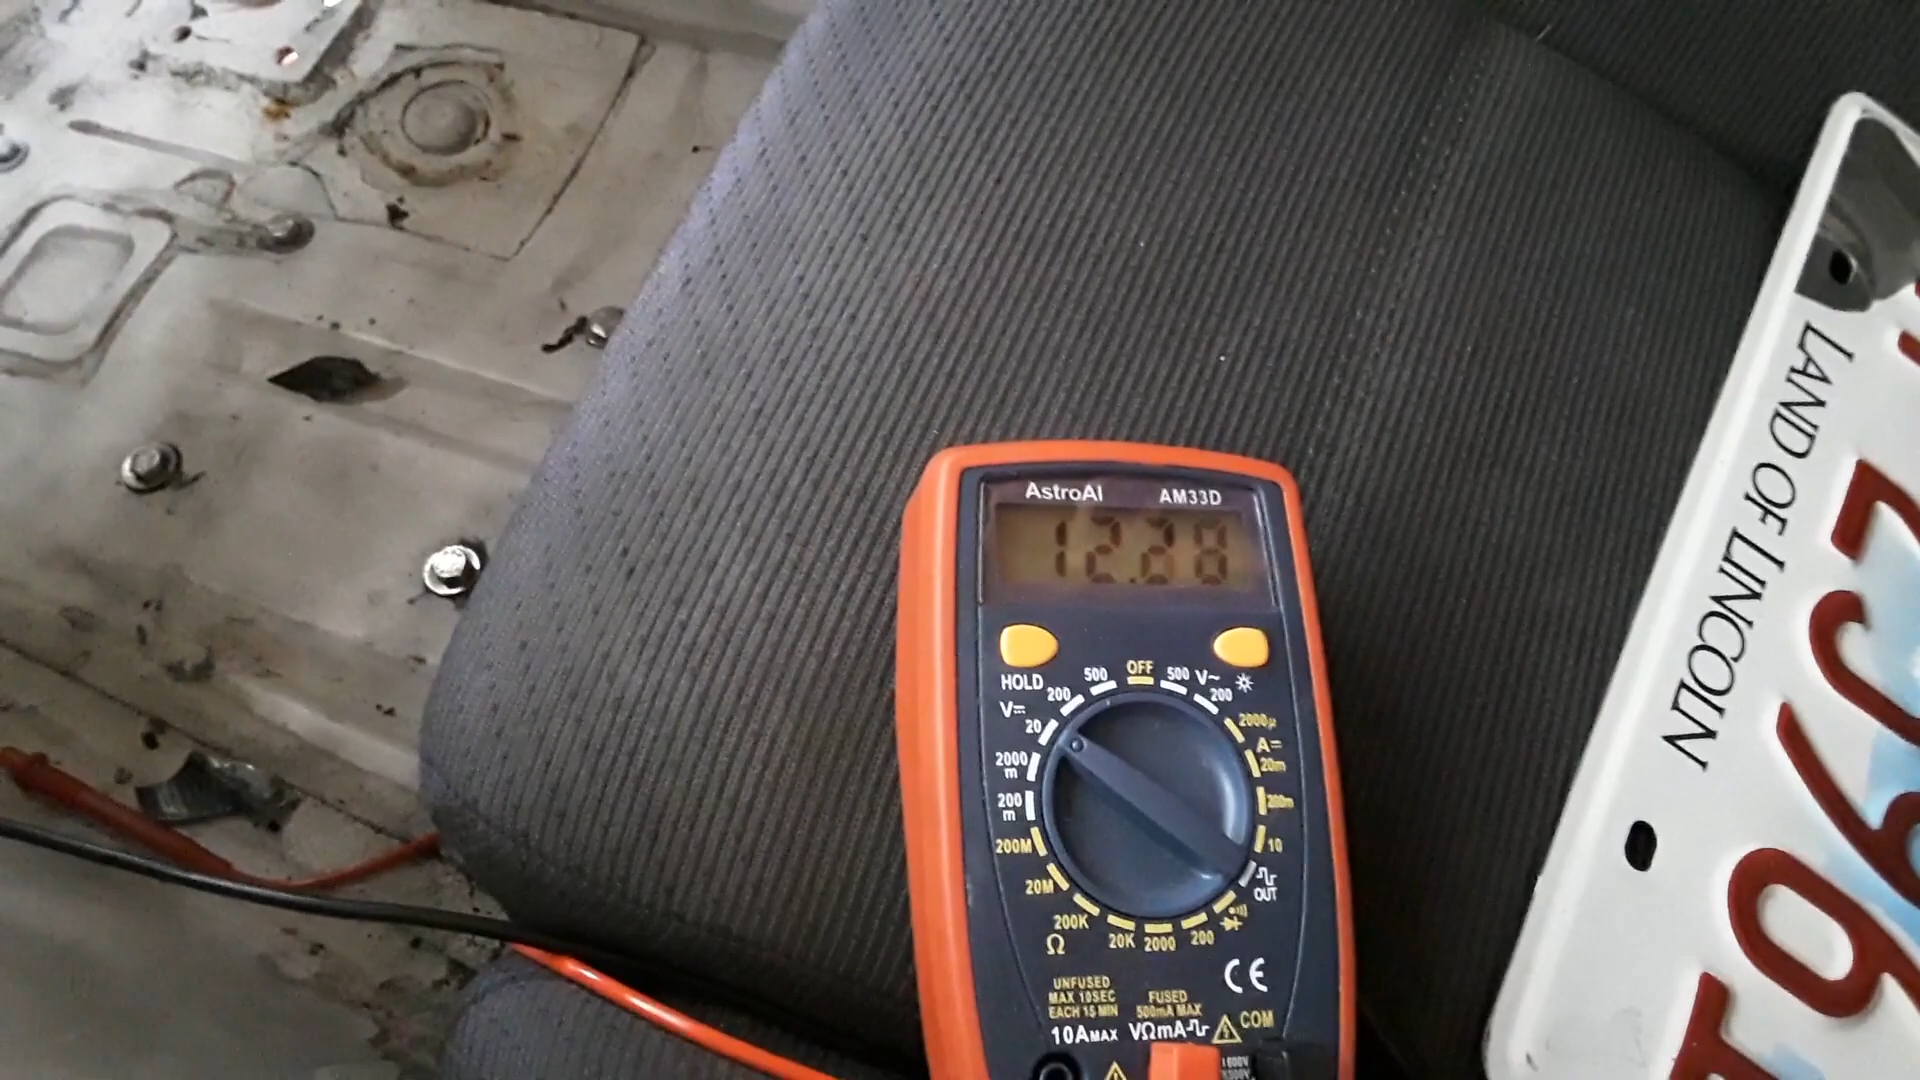 AstroAI AM33D
12.28
HOLD
500
OFF
500
V~
200
200
V⎓
20
2000μ
A⎓
2000
m
20m
200
m
200m
200M
10
20M
OUT
200K
Ω
20K
2000
200
CE
UNFUSED
MAX 10SEC
EACH 15 MIN
FUSED
500mA MAX
10AMAX
VΩmA
COM
LAND OF LINCOLN